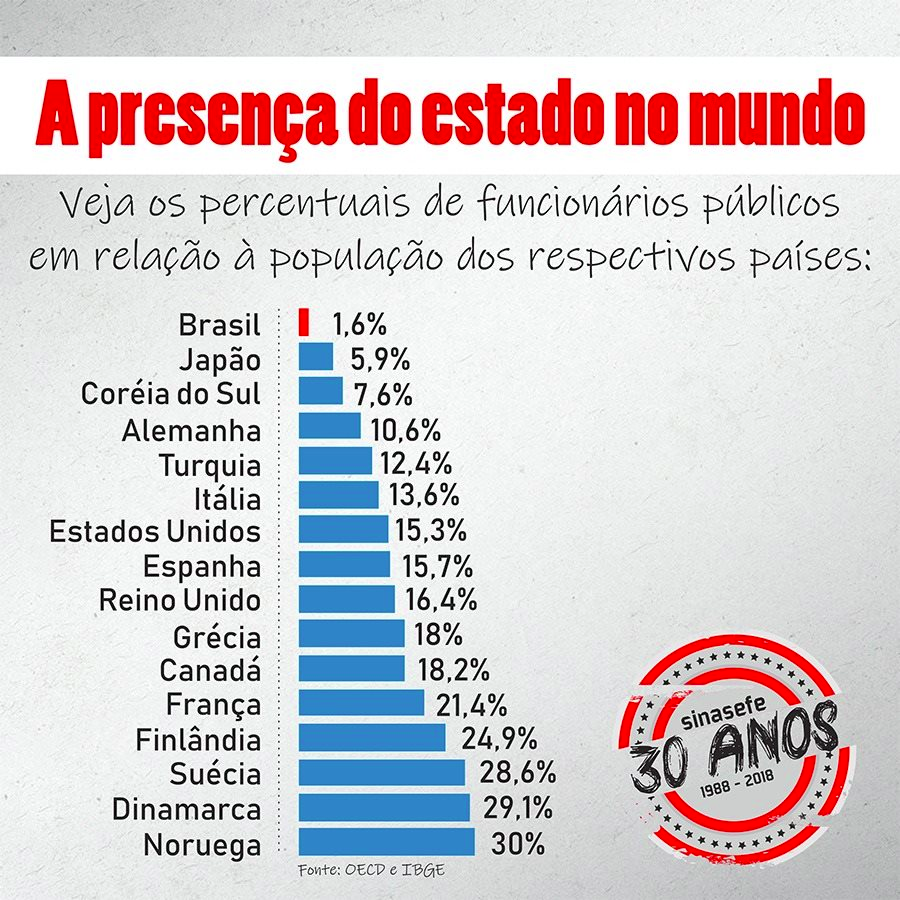 A presença do estado no mundo
Veja os percentuais de funcionários públicos
em relação à população dos respectivos países:
Brasil 1,6%
Japão 5,9%
Coréia do Sul 7,6%
Alemanha 10,6%
Turquia 12,4%
Itália 13,6%
Estados Unidos 15,3%
Espanha 15,7%
Reino Unido 16,4%
Grécia 18%
Canadá 18,2%
França 21,4%
Finlândia 24,9%
Suécia 28,6%
Dinamarca 29,1%
Noruega 30%
Fonte: OECD e IBGE
sinasefe
30 ANOS
1988 - 2018